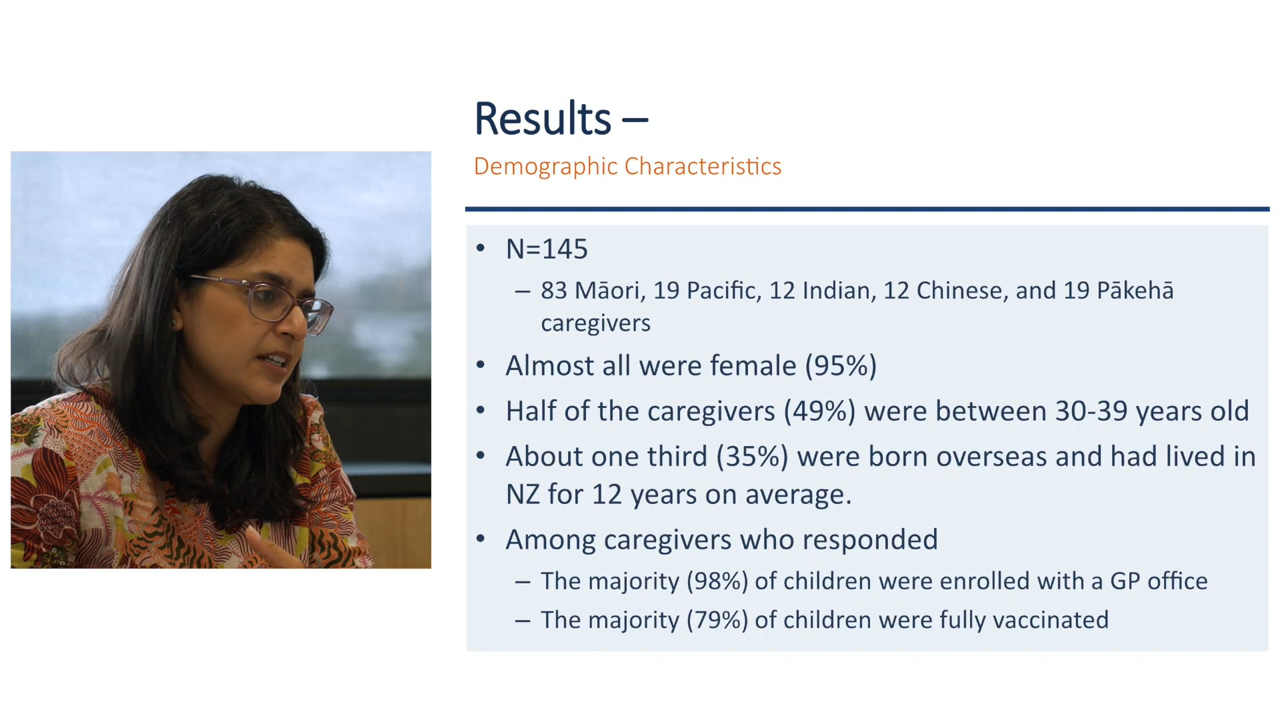 Results –
Demographic Characteristics
• N=145
– 83 Māori, 19 Pacific, 12 Indian, 12 Chinese, and 19 Pākehā
caregivers
• Almost all were female (95%)
• Half of the caregivers (49%) were between 30-39 years old
• About one third (35%) were born overseas and had lived in
NZ for 12 years on average.
• Among caregivers who responded
– The majority (98%) of children were enrolled with a GP office
– The majority (79%) of children were fully vaccinated